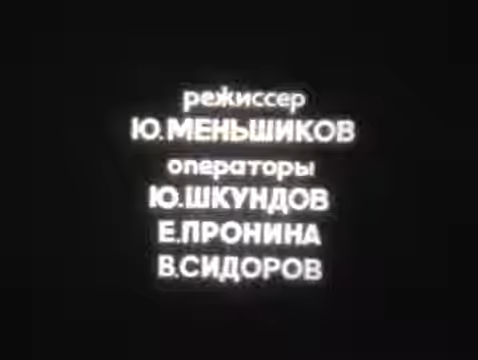 режиссер
Ю.МЕНЬШИКОВ
операторы
Ю.ШКУНДОВ
Е.ПРОНИНА
В.СИДОРОВ